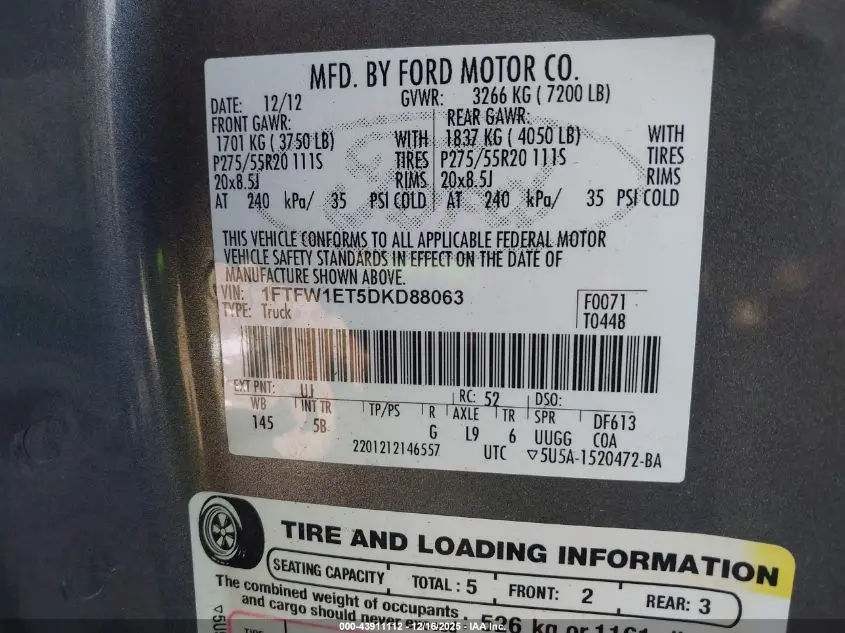 MFD. BY FORD MOTOR CO.
DATE: 12/12 GVWR: 3266 KG ( 7200 LB)
FRONT GAWR: REAR GAWR:
1701 KG ( 3750 LB) WITH 1837 KG ( 4050 LB) WITH
P275/55R20 111S TIRES P275/55R20 111S TIRES
20x8.5J RIMS 20x8.5J RIMS
AT 240 kPa/ 35 PSI COLD AT 240 kPa/ 35 PSI COLD
THIS VEHICLE CONFORMS TO ALL APPLICABLE FEDERAL MOTOR
VEHICLE SAFETY STANDARDS IN EFFECT ON THE DATE OF
MANUFACTURE SHOWN ABOVE.
VIN: 1FTFW1ET5DKD88063 F0071
TYPE: Truck T0448
EXT PNT: UJ RC: 52 DSO:
WB INT TR TP/PS R AXLE TR SPR DF613
145 5B G L9 6 UUGG COA
2201212146557 UTC ▽5U5A-1520472-BA
TIRE AND LOADING INFORMATION
SEATING CAPACITY TOTAL : 5 FRONT: 2 REAR: 3
The combined weight of occupants
and cargo should never 526 kg or 1161
000-43911112 - 12/16/2025 -